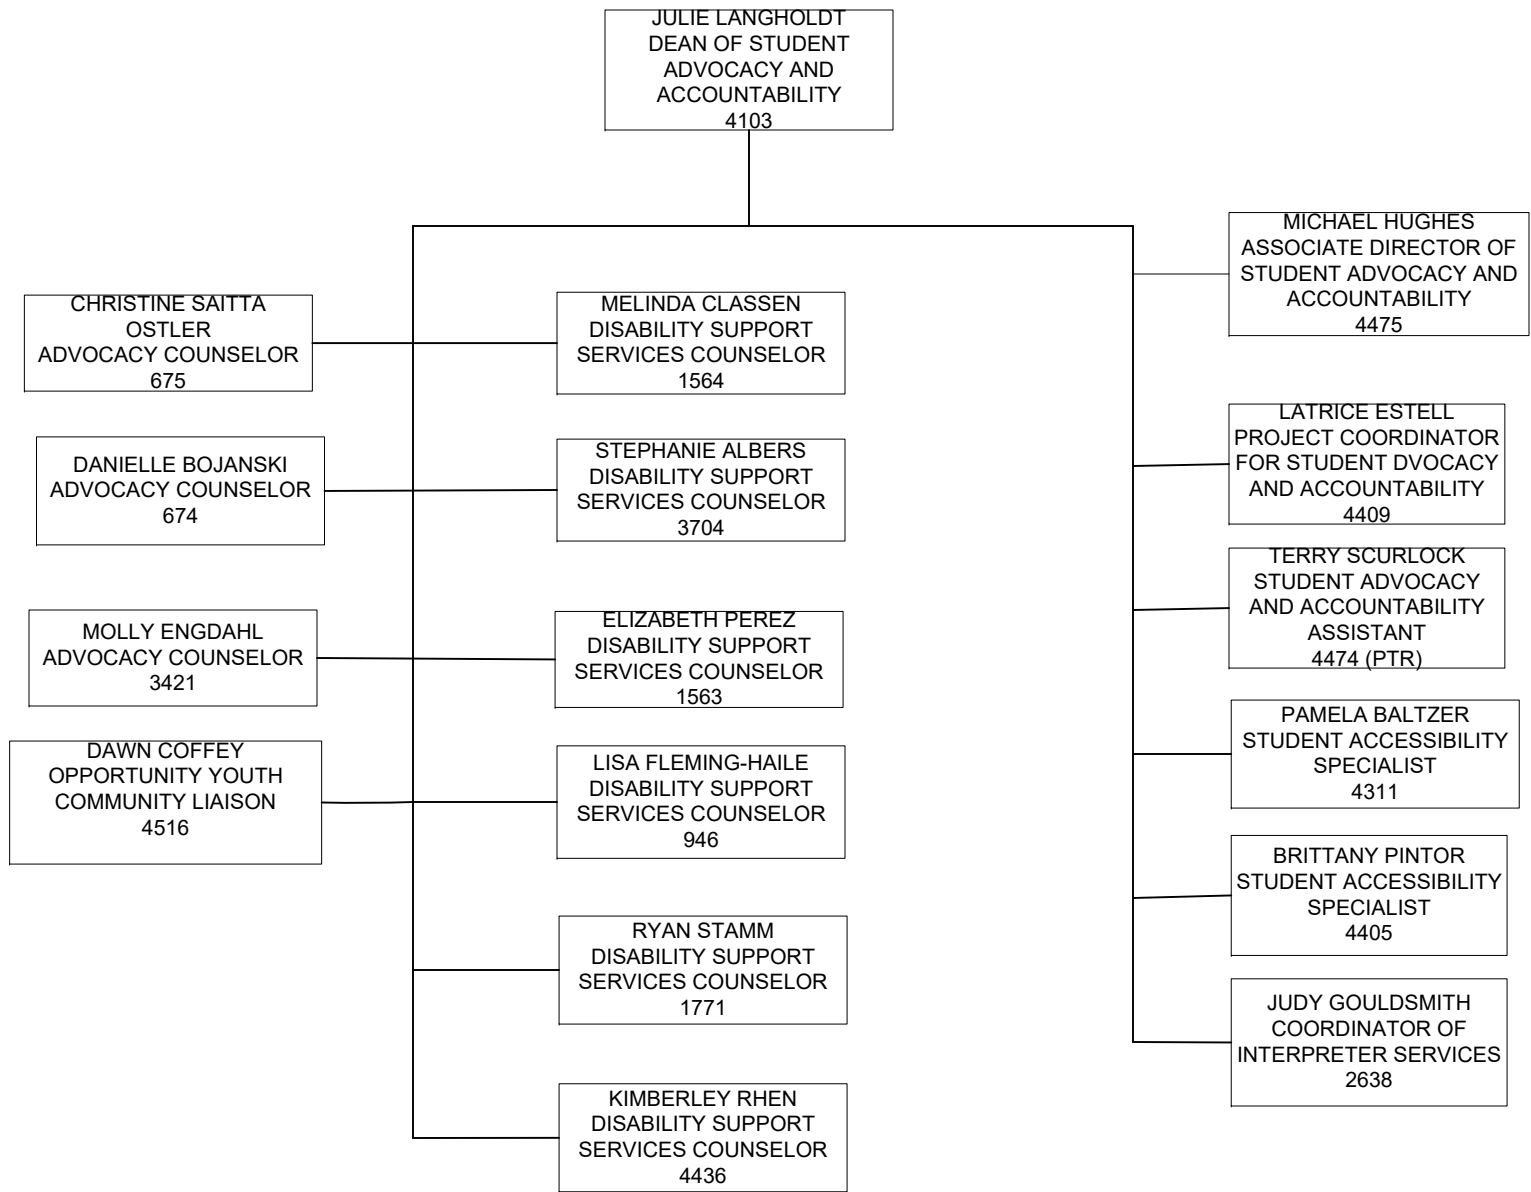 JULIE LANGHOLDT
DEAN OF STUDENT
ADVOCACY AND
ACCOUNTABILITY
4103
CHRISTINE SAITTA
OSTLER
ADVOCACY COUNSELOR
675
DANIELLE BOJANSKI
ADVOCACY COUNSELOR
674
MOLLY ENGDAHL
ADVOCACY COUNSELOR
3421
DAWN COFFEY
OPPORTUNITY YOUTH
COMMUNITY LIAISON
4516
MELINDA CLASSEN
DISABILITY SUPPORT
SERVICES COUNSELOR
1564
STEPHANIE ALBERS
DISABILITY SUPPORT
SERVICES COUNSELOR
3704
ELIZABETH PEREZ
DISABILITY SUPPORT
SERVICES COUNSELOR
1563
LISA FLEMING-HAILE
DISABILITY SUPPORT
SERVICES COUNSELOR
946
RYAN STAMM
DISABILITY SUPPORT
SERVICES COUNSELOR
1771
KIMBERLEY RHEN
DISABILITY SUPPORT
SERVICES COUNSELOR
4436
MICHAEL HUGHES
ASSOCIATE DIRECTOR OF
STUDENT ADVOCACY AND
ACCOUNTABILITY
4475
LATRICE ESTELL
PROJECT COORDINATOR
FOR STUDENT DVOCACY
AND ACCOUNTABILITY
4409
TERRY SCURLOCK
STUDENT ADVOCACY
AND ACCOUNTABILITY
ASSISTANT
4474 (PTR)
PAMELA BALTZER
STUDENT ACCESSIBILITY
SPECIALIST
4311
BRITTANY PINTOR
STUDENT ACCESSIBILITY
SPECIALIST
4405
JUDY GOULDSMITH
COORDINATOR OF
INTERPRETER SERVICES
2638